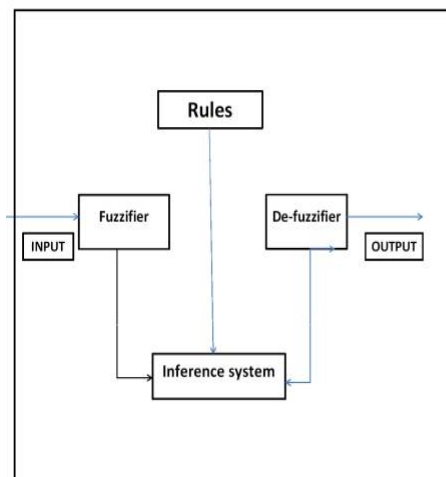 Rules
Fuzzifier
De-fuzzifier
INPUT
OUTPUT
Inference system